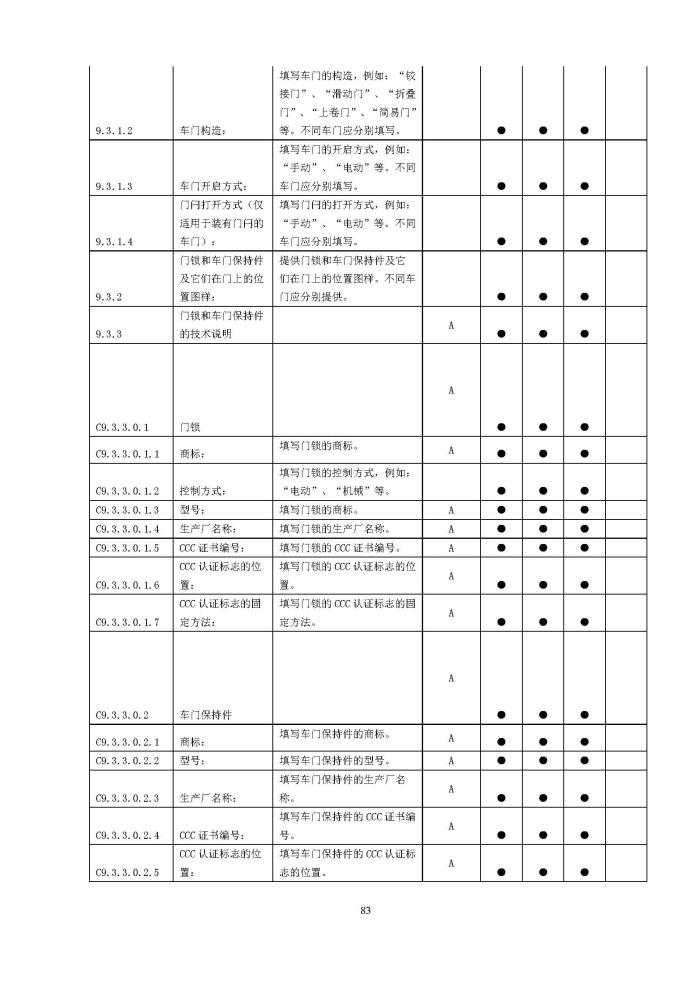 填写车门的构造，例如：“铰
接门”、“滑动门”、“折叠
门”、“上卷门”、“简易门”
9.3.1.2 车门构造： 等。不同车门应分别填写。 ● ● ●
填写车门的开启方式，例如：
“手动”、“电动”等。不同
9.3.1.3 车门开启方式： 车门应分别填写。 ● ● ●
门闩打开方式（仅 填写门闩的打开方式，例如：
适用于装有门闩的 “手动”、“电动”等。不同
9.3.1.4 车门）： 车门应分别填写。 ● ● ●
门锁和车门保持件 提供门锁和车门保持件及它
及它们在门上的位 们在门上的位置图样。不同车
9.3.2 置图样： 门应分别提供。 ● ● ●
门锁和车门保持件 A
9.3.3 的技术说明 ● ● ●
A
C9.3.3.0.1 门锁 ● ● ●
填写门锁的商标。 A
C9.3.3.0.1.1 商标： ● ● ●
填写门锁的控制方式，例如：
C9.3.3.0.1.2 控制方式： “电动”、“机械”等。 ● ● ●
C9.3.3.0.1.3 型号： 填写门锁的商标。 A ● ● ●
C9.3.3.0.1.4 生产厂名称： 填写门锁的生产厂名称。 A ● ● ●
C9.3.3.0.1.5 CCC 证书编号： 填写门锁的 CCC 证书编号。 A ● ● ●
CCC 认证标志的位 填写门锁的 CCC 认证标志的位 A
C9.3.3.0.1.6 置： 置。 ● ● ●
CCC 认证标志的固 填写门锁的 CCC 认证标志的固 A
C9.3.3.0.1.7 定方法： 定方法。 ● ● ●
A
C9.3.3.0.2 车门保持件 ● ● ●
填写车门保持件的商标。 A
C9.3.3.0.2.1 商标： ● ● ●
C9.3.3.0.2.2 型号： 填写车门保持件的型号。 A ● ● ●
填写车门保持件的生产厂名 A
C9.3.3.0.2.3 生产厂名称： 称。 ● ● ●
填写车门保持件的 CCC 证书编 A
C9.3.3.0.2.4 CCC 证书编号： 号。 ● ● ●
CCC 认证标志的位 填写车门保持件的 CCC 认证标 A
C9.3.3.0.2.5 置： 志的位置。 ● ● ●
83